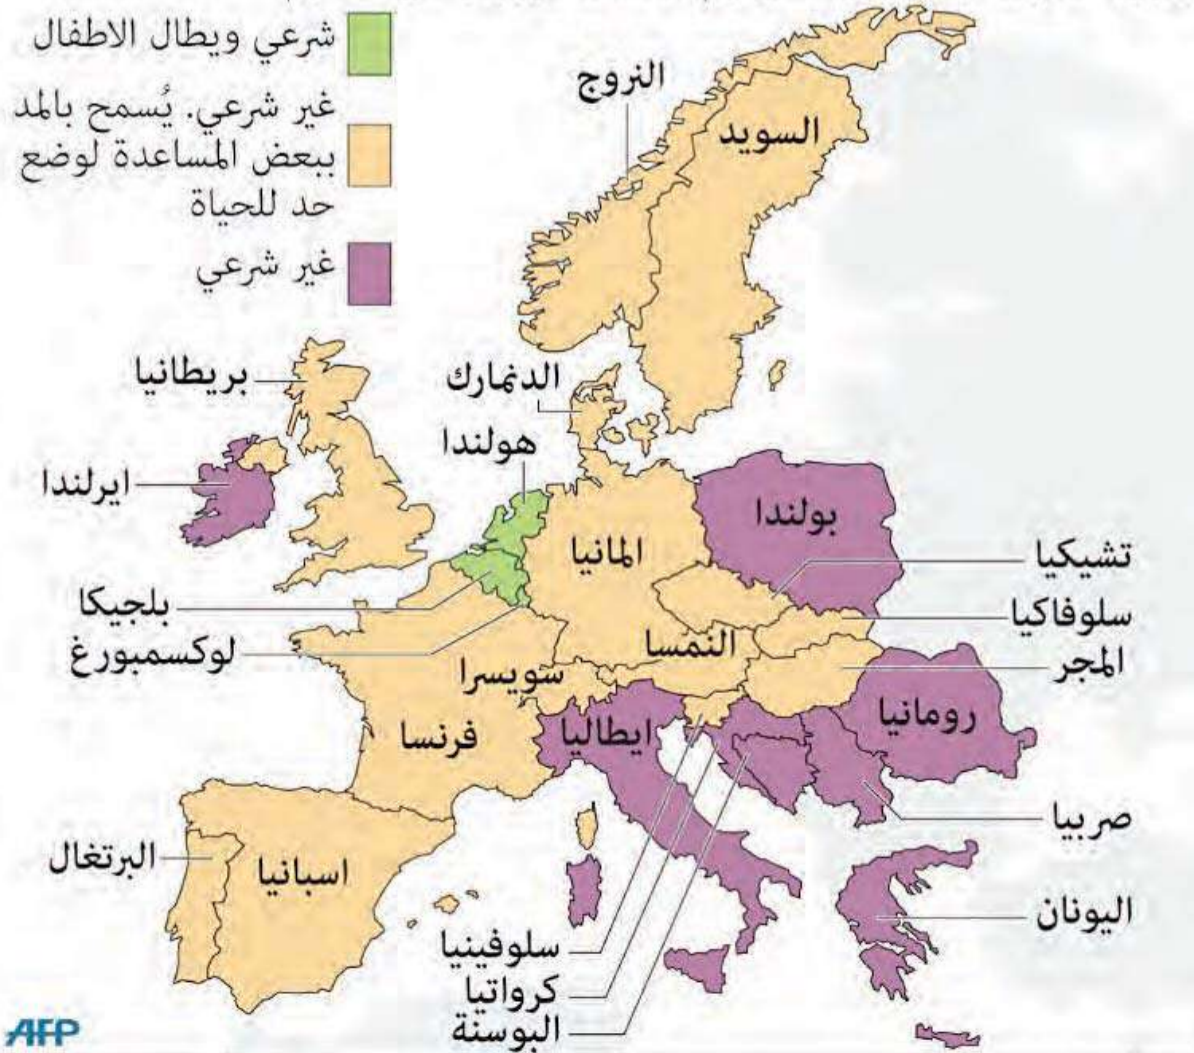 شرعي ويطال الاطفال
غير شرعي. يُسمح بالمد
ببعض المساعدة لوضع
حد للحياة
غير شرعي
النروج
السويد
بريطانيا
الدنمارك
هولندا
ايرلندا
بولندا
المانيا
تشيكيا
بلجيكا
سلوفاكيا
لوكسمبورغ
النمسا
المجر
سويسرا
رومانيا
فرنسا
ايطاليا
صربيا
البرتغال
اسبانيا
اليونان
سلوفينيا
كرواتيا
البوسنة
AFP